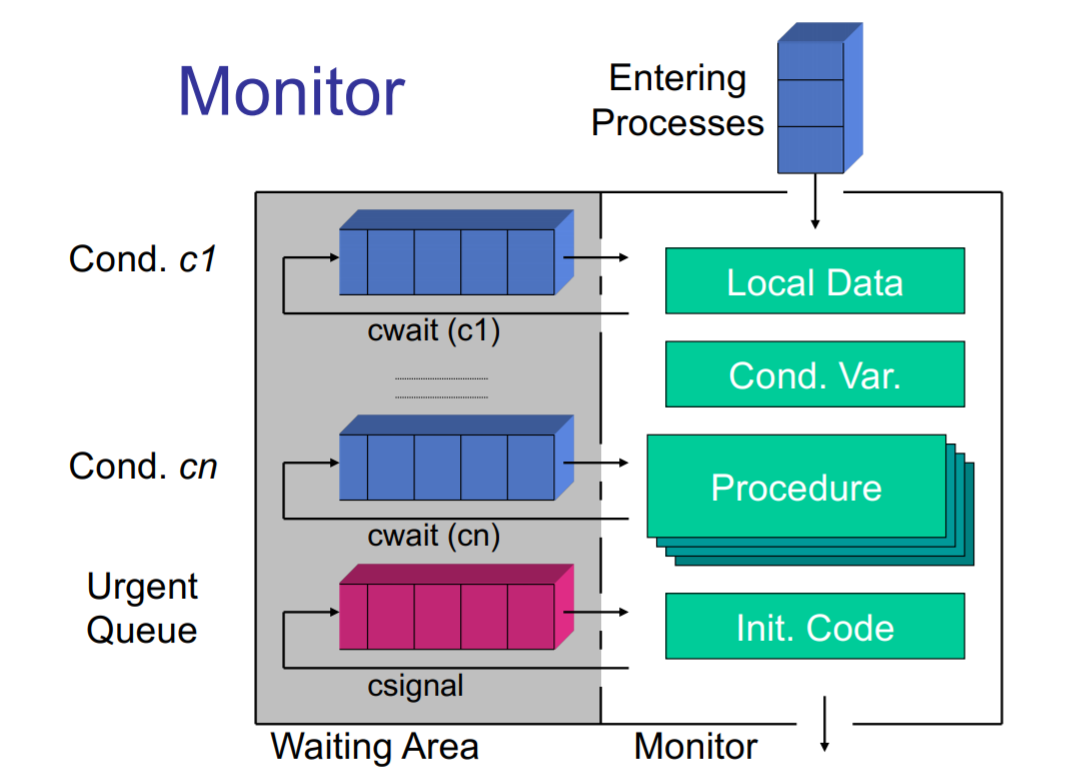 Monitor
Entering
Processes
Cond. c1
Local Data
cwait (c1)
Cond. Var.
Cond. cn
Procedure
cwait (cn)
Urgent
Queue
Init. Code
csignal
Waiting Area
Monitor